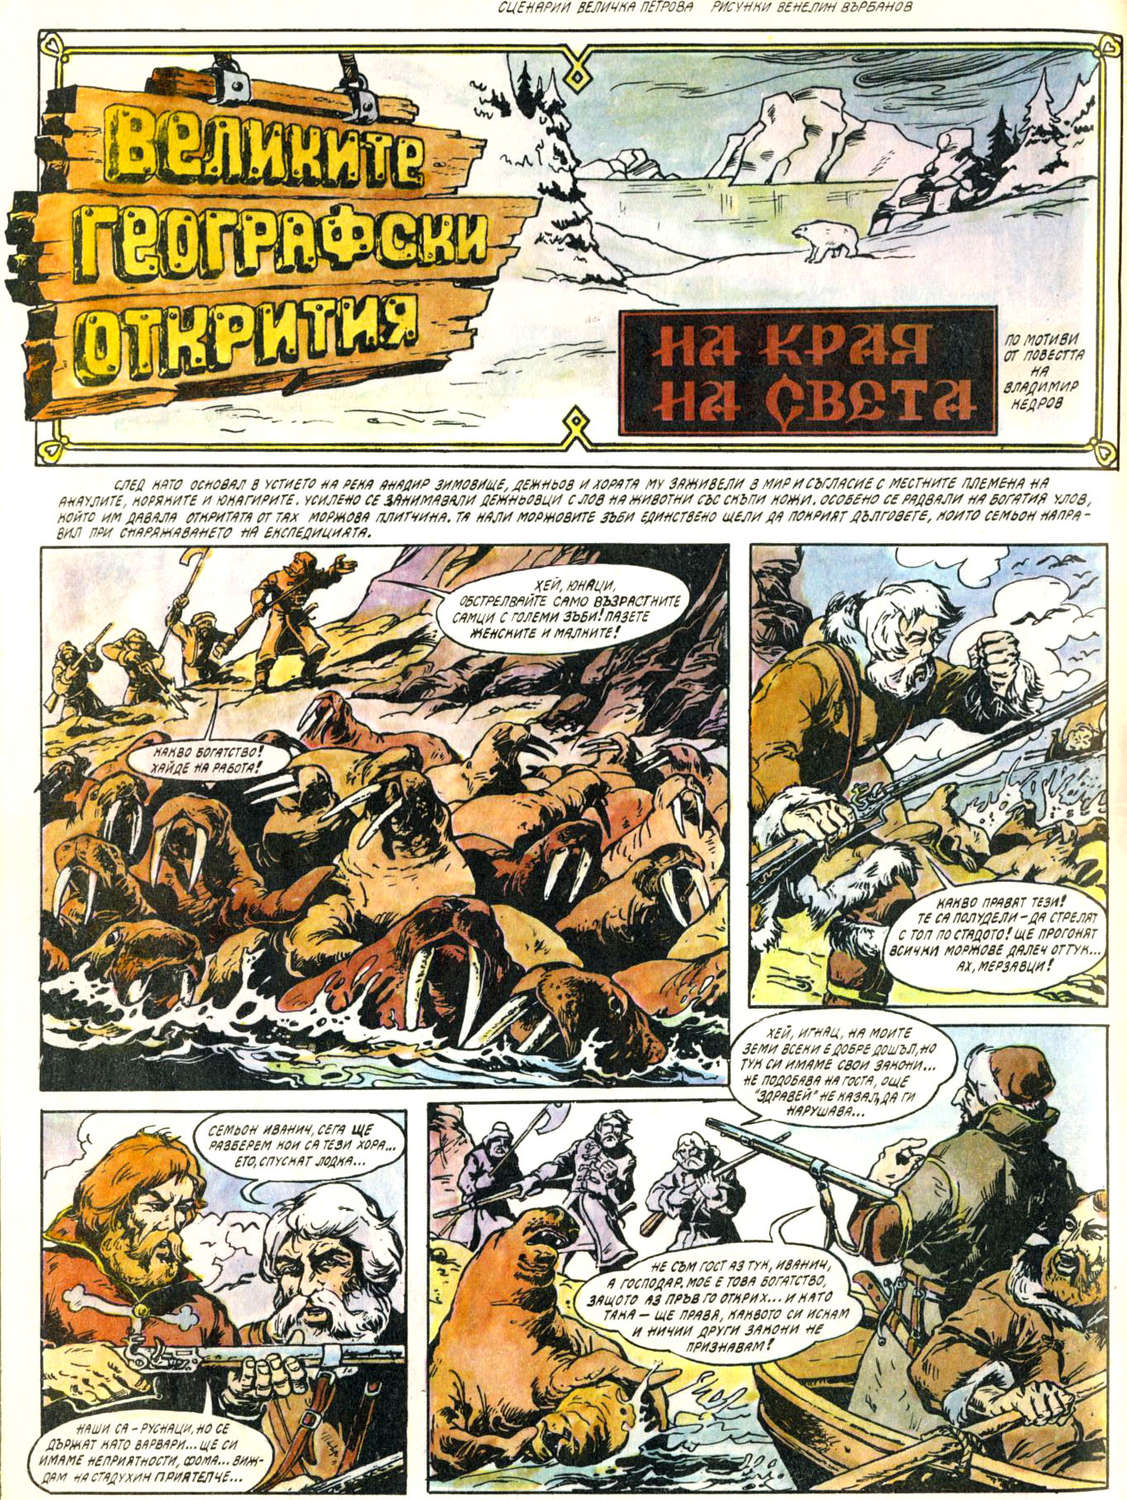 СЦЕНАРИЙ ВЕЛИЧКА ПЕТРОВА РИСУНКИ ВЕНЕЛИН ВЪРБАНОВ
ВЕЛИКИТЕ
ГЕОГРАФСКИ
ОТКРИТИЯ
НА КРАЯ
НА СВЕТА
ПО МОТИВИ
ОТ ПОВЕСТТА
НА
ВЛАДИМИР
КЕДРОВ
СЛЕД КАТО ОСНОВАЛ В УСТИЕТО НА РЕКА АНАДИР ЗИМОВИЩЕ, ДЕЖНЬОВ И ХОРАТА МУ ЗАЖИВЕЛИ В МИР И СЪГЛАСИЕ С МЕСТНИТЕ ПЛЕМЕНА НА
АНАУЛИТЕ, КОРЯКИТЕ И ЮКАГИРИТЕ. УСИЛЕНО СЕ ЗАНИМАВАЛИ ДЕЖНЬОВЦИ С ЛОВ НА ЖИВОТНИ СЪС СКЪПИ КОЖИ. ОСОБЕНО СЕ РАДВАЛИ НА БОГАТИЯ УЛОВ,
КОЙТО ИМ ДАВАЛА ОТКРИТАТА ОТ ТЯХ МОРЖОВА ПЛИТЧИНА. ТЯ НАЛИ МОРЖОВИТЕ ЗЪБИ ЕДИНСТВЕНО ЩЕЛИ ДА ПОКРИЯТ ДЪЛГОВЕТЕ, КОИТО СЕМЬОН НАПРА-
ВИЛ ПРИ СНАРЯЖАВАНЕТО НА ЕКСПЕДИЦИЯТА.
ХЕЙ, ЮНАЦИ,
ОБСТРЕЛВАЙТЕ САМО ВЪЗРАСТНИТЕ
САМЦИ С ГОЛЕМИ ЗЪБИ! ПАЗЕТЕ
ЖЕНСКИТЕ И МАЛКИТЕ!
КАКВО БОГАТСТВО!
ХАЙДЕ НА РАБОТА!
КАКВО ПРАВЯТ ТЕЗИ!
ТЕ СА ПОЛУДЕЛИ - ДА СТРЕЛЯТ
С ТОП ПО СТАДОТО! ЩЕ ПРОГОНЯТ
ВСИЧКИ МОРЖОВЕ ДАЛЕЧ ОТТУК...
АХ, МЕРЗАВЦИ!
СЕМЬОН ИВАНИЧ, СЕГА ЩЕ
РАЗБЕРЕМ КОИ СА ТЕЗИ ХОРА...
ЕТО, СПУСКАТ ЛОДКА...
НАШИ СА - РУСНАЦИ, НО СЕ
ДЪРЖАТ КАТО ВАРВАРИ... ЩЕ СИ
ИМАМЕ НЕПРИЯТНОСТИ, ФОМА... ВИЖ-
ДАМ НА СТАДУХИН ПРИЯТЕЛЧЕ...
ХЕЙ, ИГНАЦ, НА МОИТЕ
ЗЕМИ ВСЕКИ Е ДОБРЕ ДОШЪЛ, НО
ТУК СИ ИМАМЕ СВОИ ЗАКОНИ...
НЕ ПОДОБАВА НА ГОСТА, ОЩЕ
"ЗДРАВЕЙ" НЕ КАЗАЛ, ДА ГИ
НАРУШАВА...
НЕ СЪМ ГОСТ АЗ ТУК, ИВАНИЧ,
А ГОСПОДАР. МОЕ Е ТОВА БОГАТСТВО,
ЗАЩОТО АЗ ПРЪВ ГО ОТКРИХ... И КАТО
ТАКА - ЩЕ ПРАВЯ, КАКВОТО СИ ИСКАМ
И НИЧИИ ДРУГИ ЗАКОНИ НЕ
ПРИЗНАВАМ!